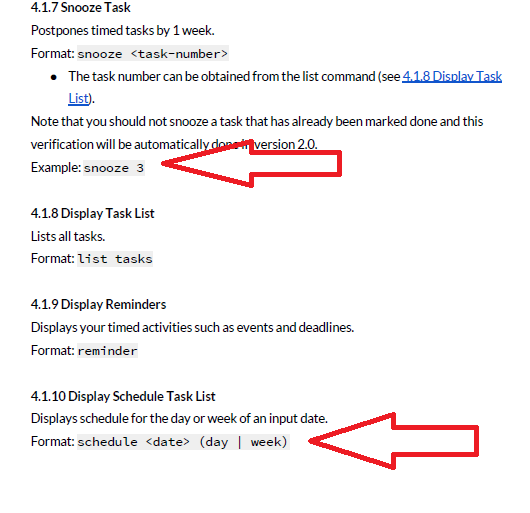 4.1.7 Snooze Task
Postpones timed tasks by 1 week.
Format: snooze <task-number>
● The task number can be obtained from the list command (see 4.1.8 Display Task
List).
Note that you should not snooze a task that has already been marked done and this
verification will be automatically done in version 2.0.
Example: snooze 3
4.1.8 Display Task List
Lists all tasks.
Format: list tasks
4.1.9 Display Reminders
Displays your timed activities such as events and deadlines.
Format: reminder
4.1.10 Display Schedule Task List
Displays schedule for the day or week of an input date.
Format: schedule <date> (day | week)